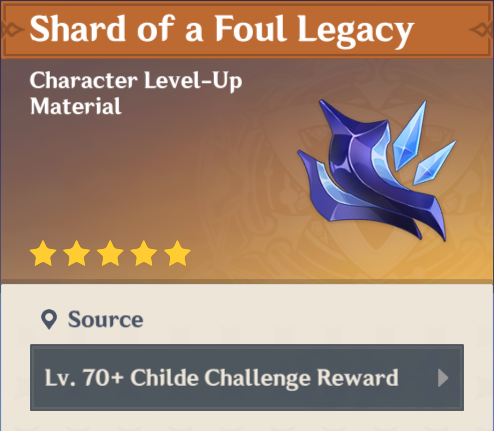 Shard of a Foul Legacy
Character Level-Up
Material
Source
Lv. 70+ Childe Challenge Reward